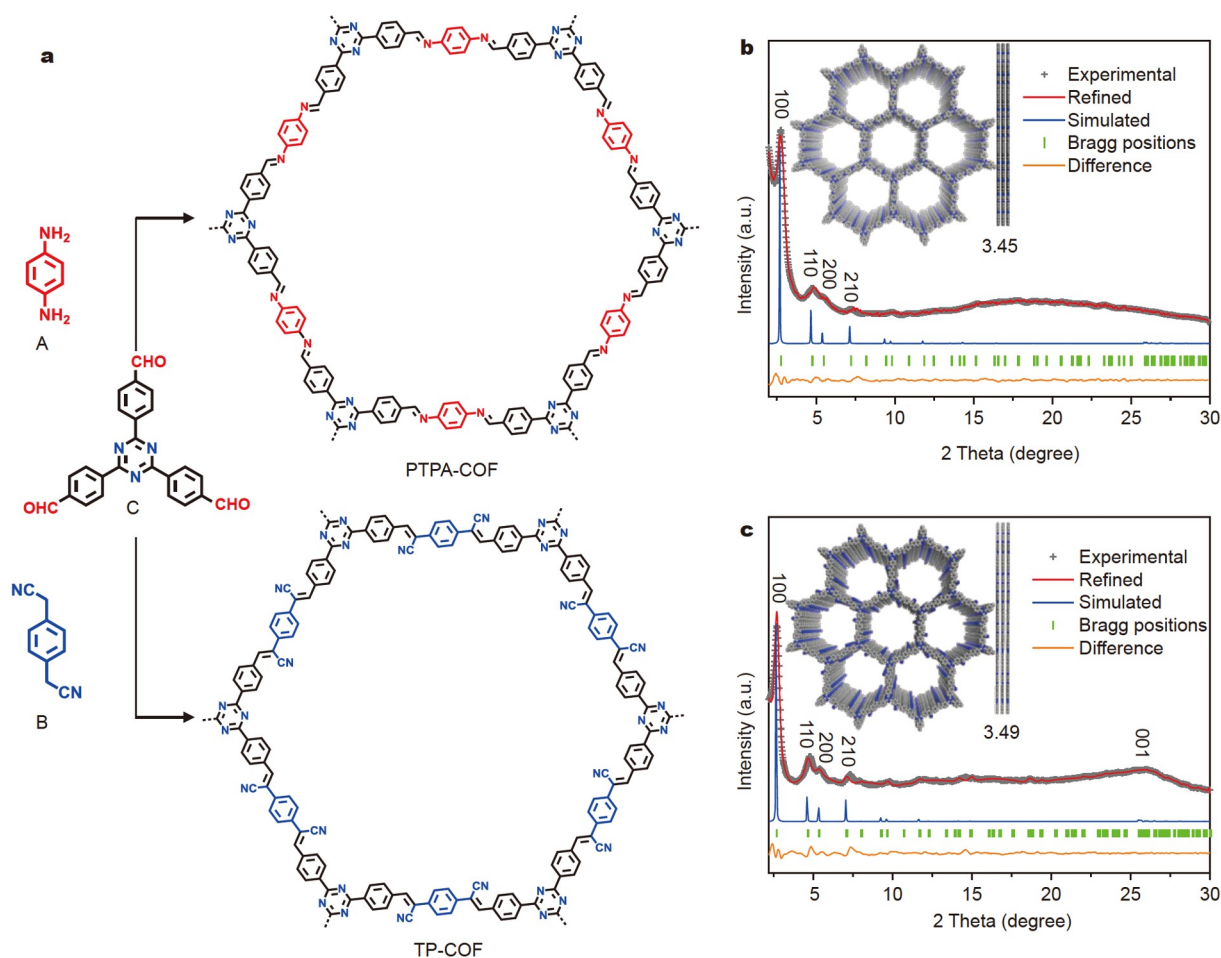 a
NH₂
NH₂
A
CHO
N
N
N
OHC
CHO
C
NC
CN
B
PTPA-COF
CN
NC
TP-COF
b
100
110
200
210
Experimental
Refined
Simulated
Bragg positions
Difference
3.45
Intensity (a.u.)
5
10
15
20
25
30
2 Theta (degree)
c
100
110
200
210
001
Experimental
Refined
Simulated
Bragg positions
Difference
3.49
Intensity (a.u.)
5
10
15
20
25
30
2 Theta (degree)